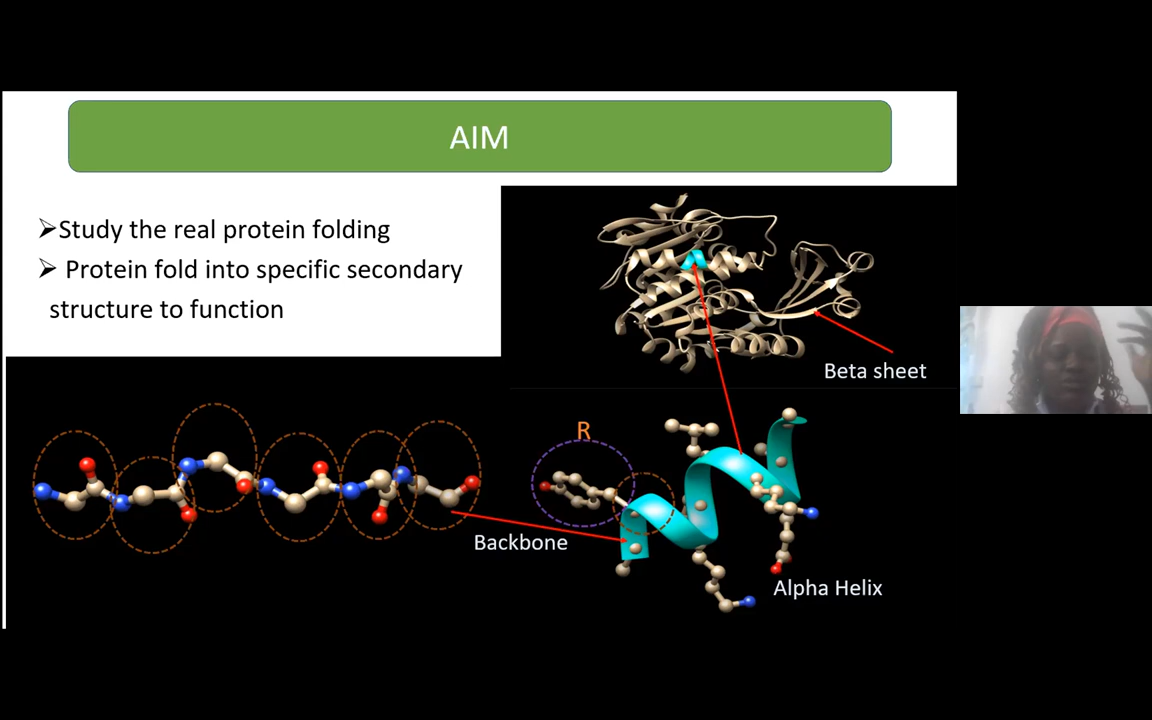 AIM
➢Study the real protein folding
➢ Protein fold into specific secondary
structure to function
Beta sheet
R
Backbone
Alpha Helix